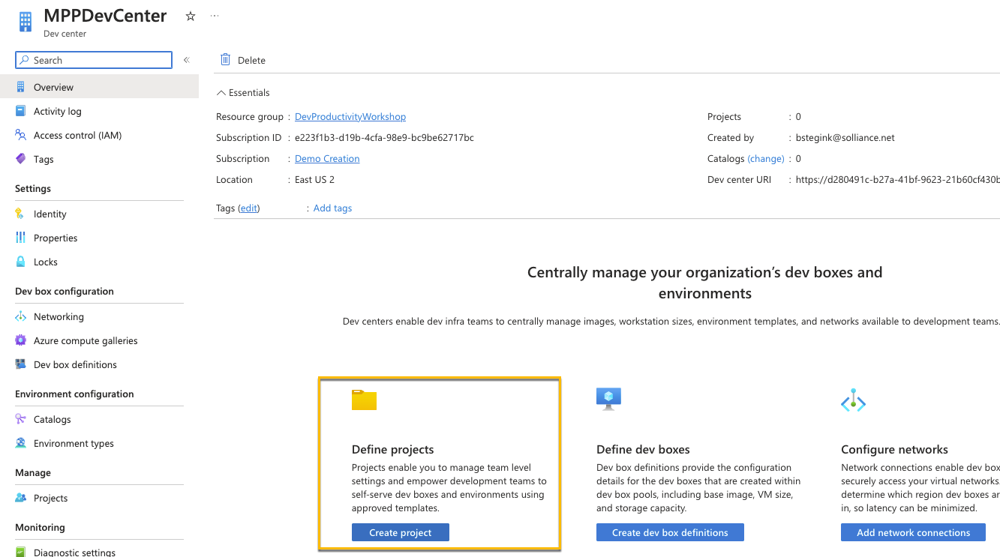 MPPDevCenter
Dev center
Search
Overview
Activity log
Access control (IAM)
Tags
Settings
Identity
Properties
Locks
Dev box configuration
Networking
Azure compute galleries
Dev box definitions
Environment configuration
Catalogs
Environment types
Manage
Projects
Monitoring
Diagnostic settings
Delete
Essentials
Resource group : DevProductivityWorkshop
Subscription ID : e223f1b3-d19b-4cfa-98e9-bc9be62717bc
Subscription : Demo Creation
Location : East US 2
Projects : 0
Created by : bstegink@solliance.net
Catalogs (change) : 0
Dev center URI : https://d280491c-b27a-41bf-9623-21b60cf430b
Tags (edit) : Add tags
Centrally manage your organization's dev boxes and
environments
Dev centers enable dev infra teams to centrally manage images, workstation sizes, environment templates, and networks available to development teams.
Define projects
Projects enable you to manage team level
settings and empower development teams to
self-serve dev boxes and environments using
approved templates.
Create project
Define dev boxes
Dev box definitions provide the configuration
details for the dev boxes that are created within
dev box pools, including base image, VM size,
and storage capacity.
Create dev box definitions
Configure networks
Network connections enable dev box
securely access your virtual networks.
determine which region dev boxes ar
in, so latency can be minimized.
Add network connections